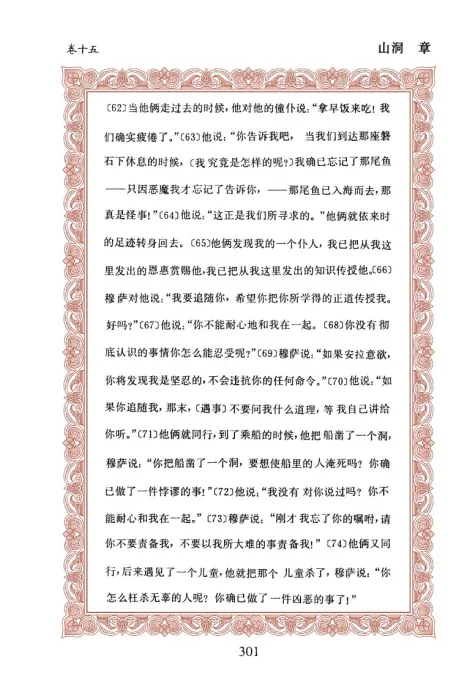 卷十五
山洞 章
〔62〕当他俩走过去的时候，他对他的僮仆说：“拿早饭来吃！我
们确实疲倦了。”〔63〕他说：“你告诉我吧，当我们到达那座磐
石下休息的时候，（我究竟是怎样的呢？）我确已忘记了那尾鱼
——只因恶魔我才忘记了告诉你，——那尾鱼已入海而去，那
真是怪事！”〔64〕他说：“这正是我们所寻求的。”他俩就依来时
的足迹转身回去。〔65〕他俩发现我的一个仆人，我已把从我这
里发出的恩惠赏赐他，我已把从我这里发出的知识传授他。〔66〕
穆萨对他说：“我要追随你，希望你把你所学得的正道传授我。
好吗？”〔67〕他说：“你不能耐心地和我在一起。〔68〕你没有彻
底认识的事情你怎么能忍受呢？”〔69〕穆萨说：“如果安拉意欲，
你将发现我是坚忍的，不会违抗你的任何命令。”〔70〕他说：“如
果你追随我，那末，〔遇事〕不要问我什么道理，等我自己讲给
你听。”〔71〕他俩就同行，到了乘船的时候，他把船凿了一个洞，
穆萨说：“你把船凿了一个洞，要想使船里的人淹死吗？你确
已做了一件悖谬的事！”〔72〕他说：“我没有对你说过吗？你不
能耐心和我在一起。”〔73〕穆萨说：“刚才我忘了你的嘱咐，请
你不要责备我，不要以我所大难的事责备我！”〔74〕他俩又同
行，后来遇见了一个儿童，他就把那个儿童杀了，穆萨说：“你
怎么枉杀无辜的人呢？你确已做了一件凶恶的事了！”
301